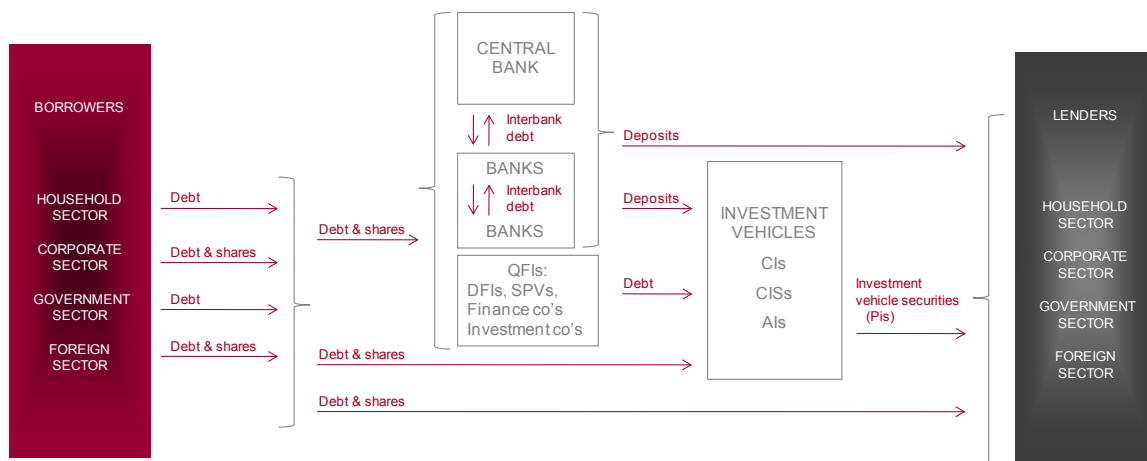 BORROWERS
HOUSEHOLD
SECTOR
CORPORATE
SECTOR
GOVERNMENT
SECTOR
FOREIGN
SECTOR
Debt
Debt & shares
Debt
Debt & shares
Debt & shares
Debt & shares
Debt & shares
CENTRAL
BANK
Interbank
debt
BANKS
Interbank
debt
BANKS
QFIs:
DFIs, SPVs,
Finance co's
Investment co's
Deposits
Deposits
Debt
INVESTMENT
VEHICLES
CIs
CISs
AIs
Investment
vehicle securities
(Pis)
LENDERS
HOUSEHOLD
SECTOR
CORPORATE
SECTOR
GOVERNMENT
SECTOR
FOREIGN
SECTOR